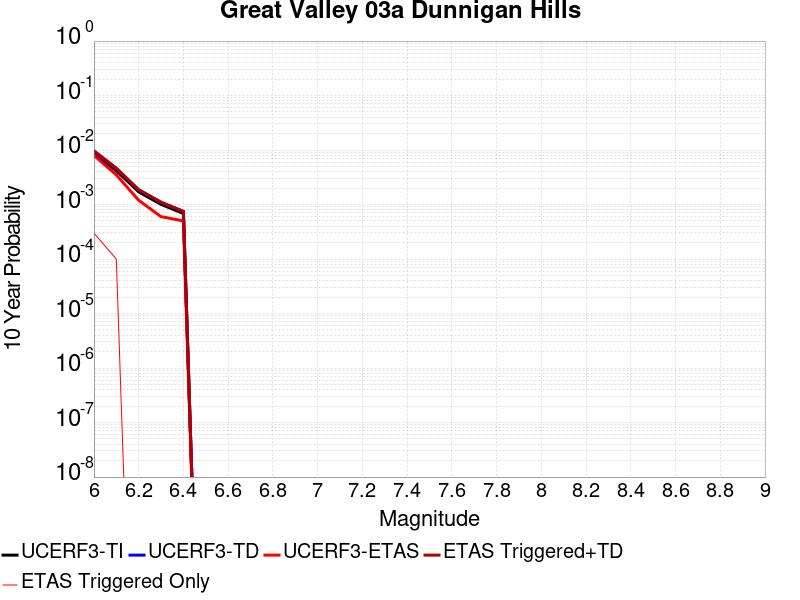 Great Valley 03a Dunnigan Hills
10^0
10^-1
10^-2
10^-3
10^-4
10^-5
10^-6
10^-7
10^-8
10 Year Probability
6 6.2 6.4 6.6 6.8 7 7.2 7.4 7.6 7.8 8 8.2 8.4 8.6 8.8 9
Magnitude
UCERF3-TI UCERF3-TD UCERF3-ETAS ETAS Triggered+TD
ETAS Triggered Only